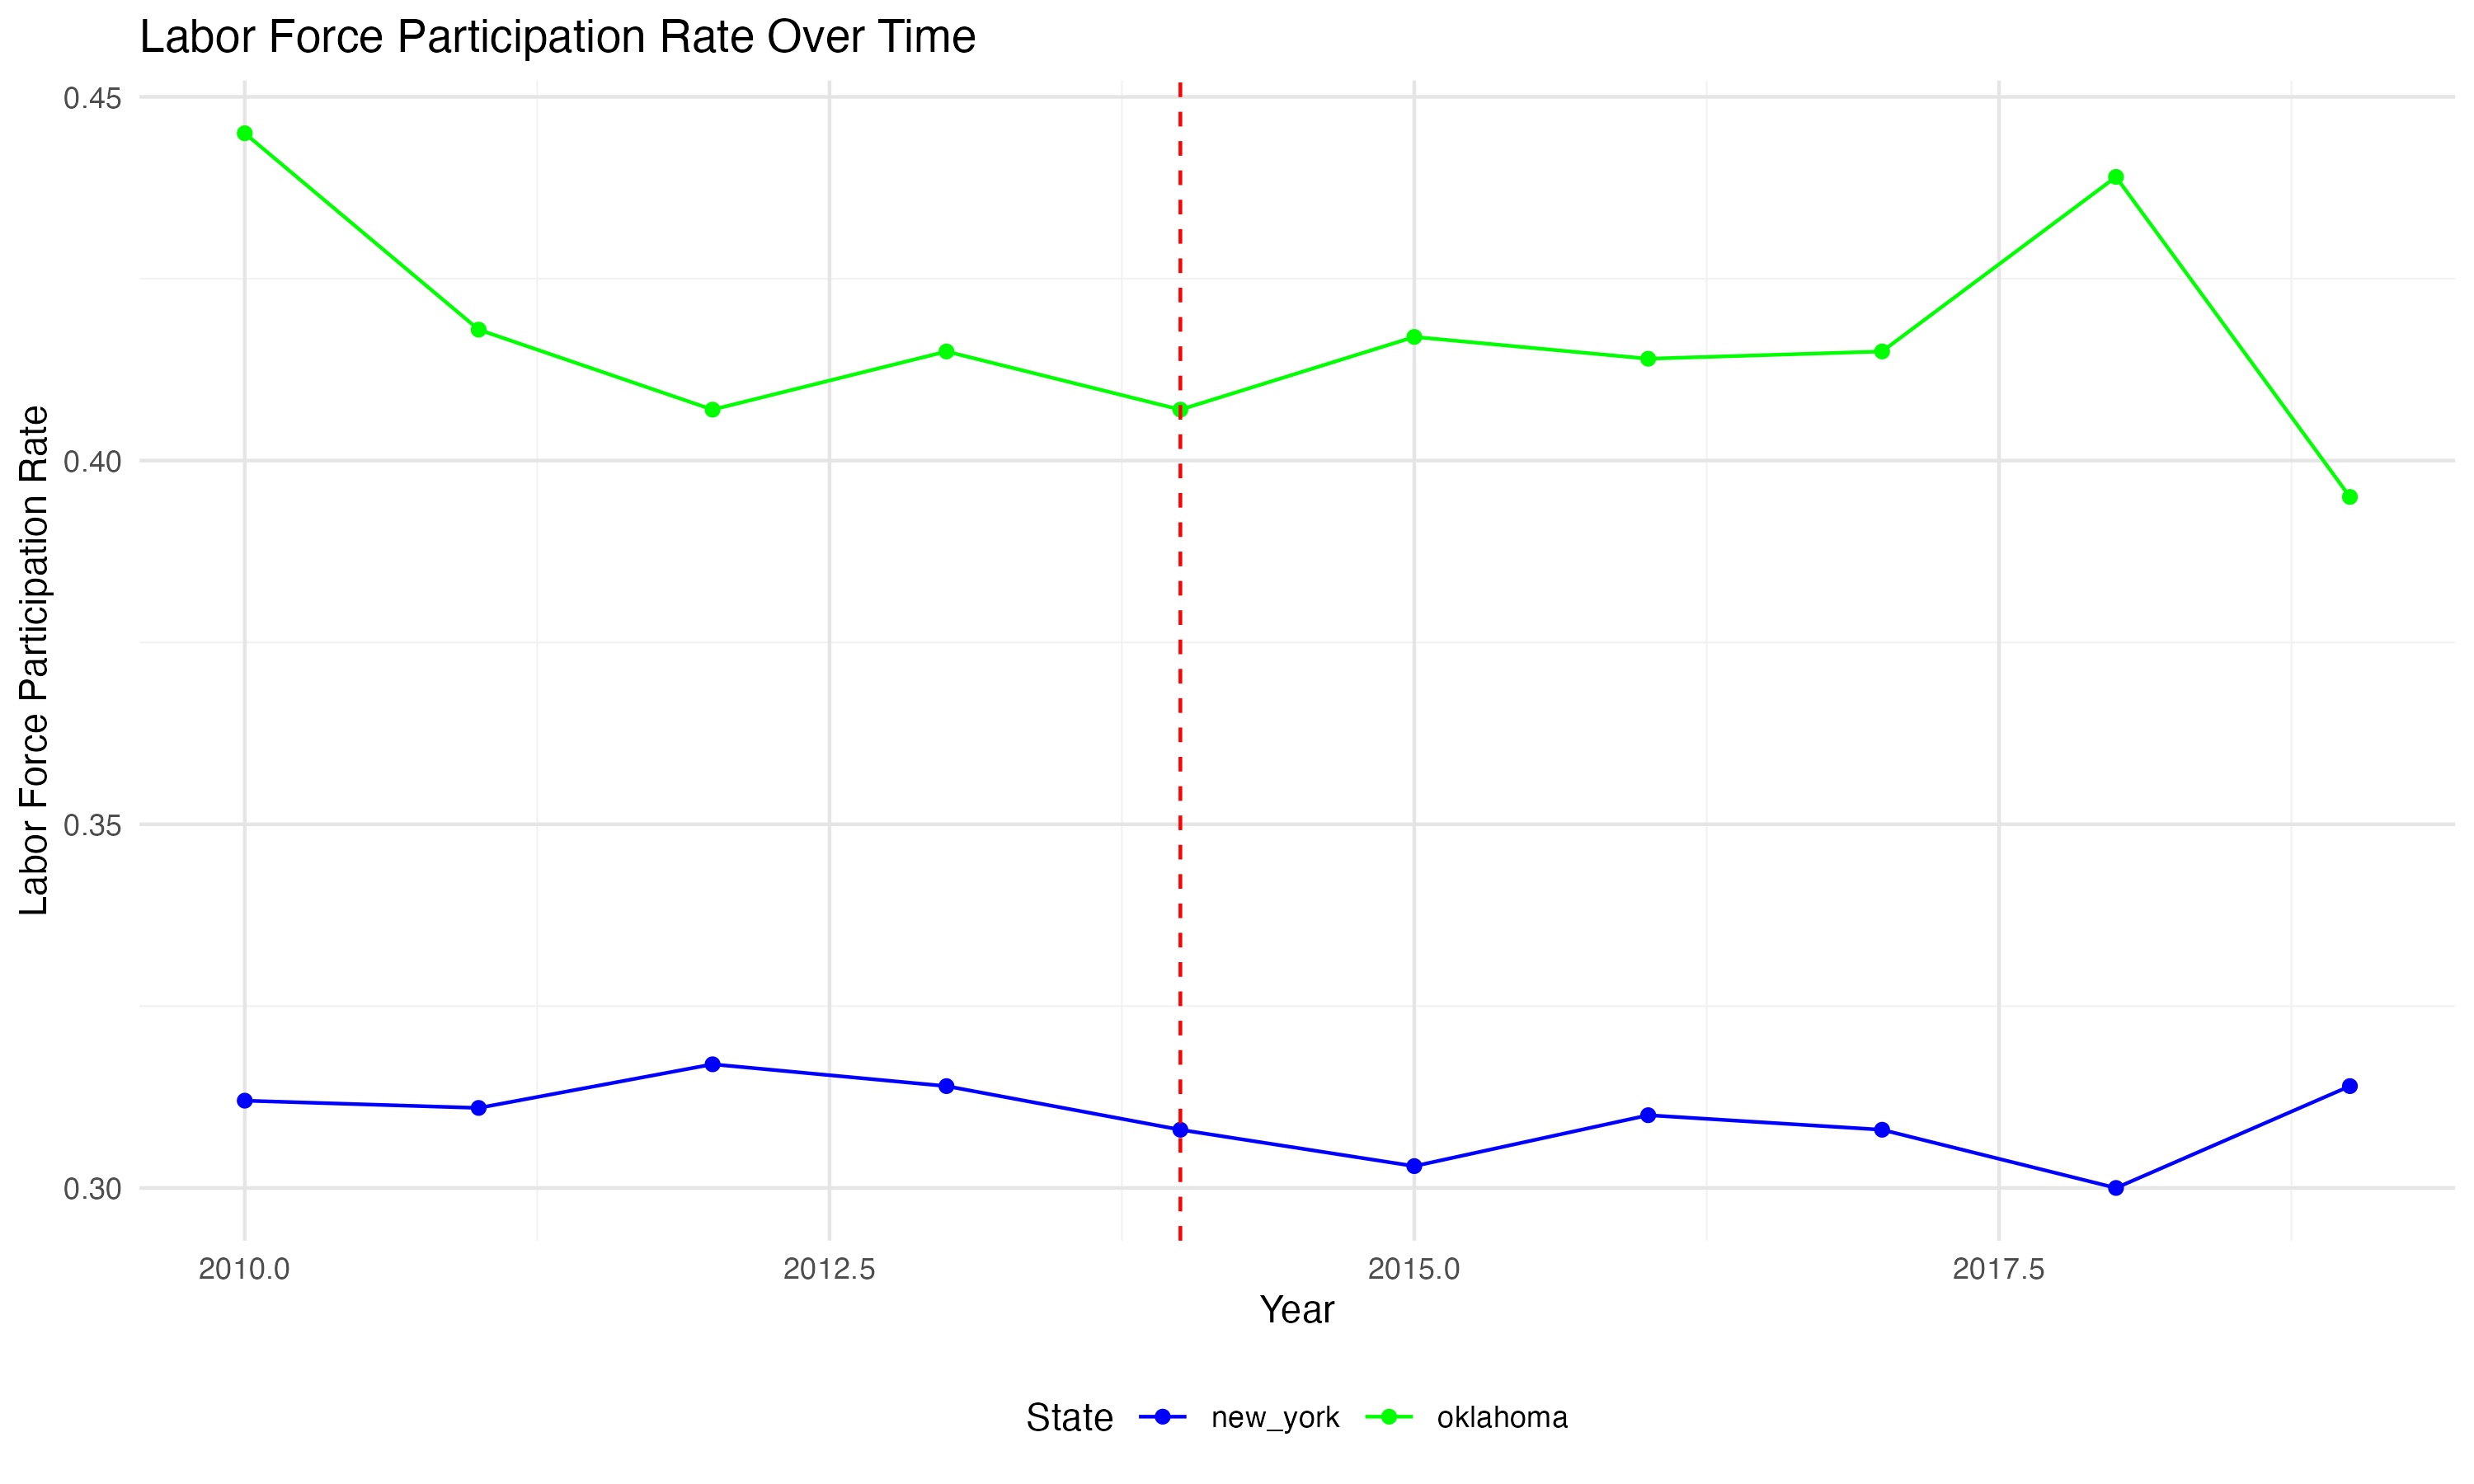 Labor Force Participation Rate Over Time
Labor Force Participation Rate
0.45
0.40
0.35
0.30
2010.0 2012.5 2015.0 2017.5
Year
State new_york oklahoma